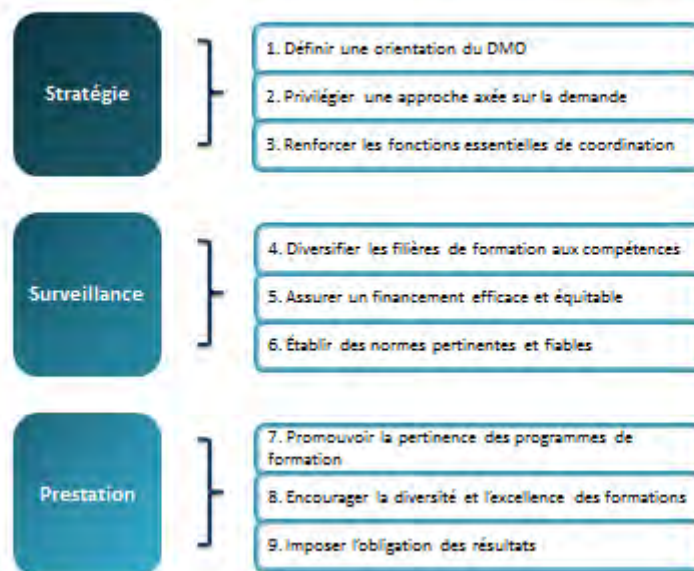 Stratégie
1. Définir une orientation du DMO
2. Privilégier une approche axée sur la demande
3. Renforcer les fonctions essentielles de coordination
Surveillance
4. Diversifier les filières de formation aux compétences
5. Assurer un financement efficace et équitable
6. Établir des normes pertinentes et fiables
Prestation
7. Promouvoir la pertinence des programmes de
formation
8. Encourager la diversité et l'excellence des formations
9. Imposer l'obligation des résultats